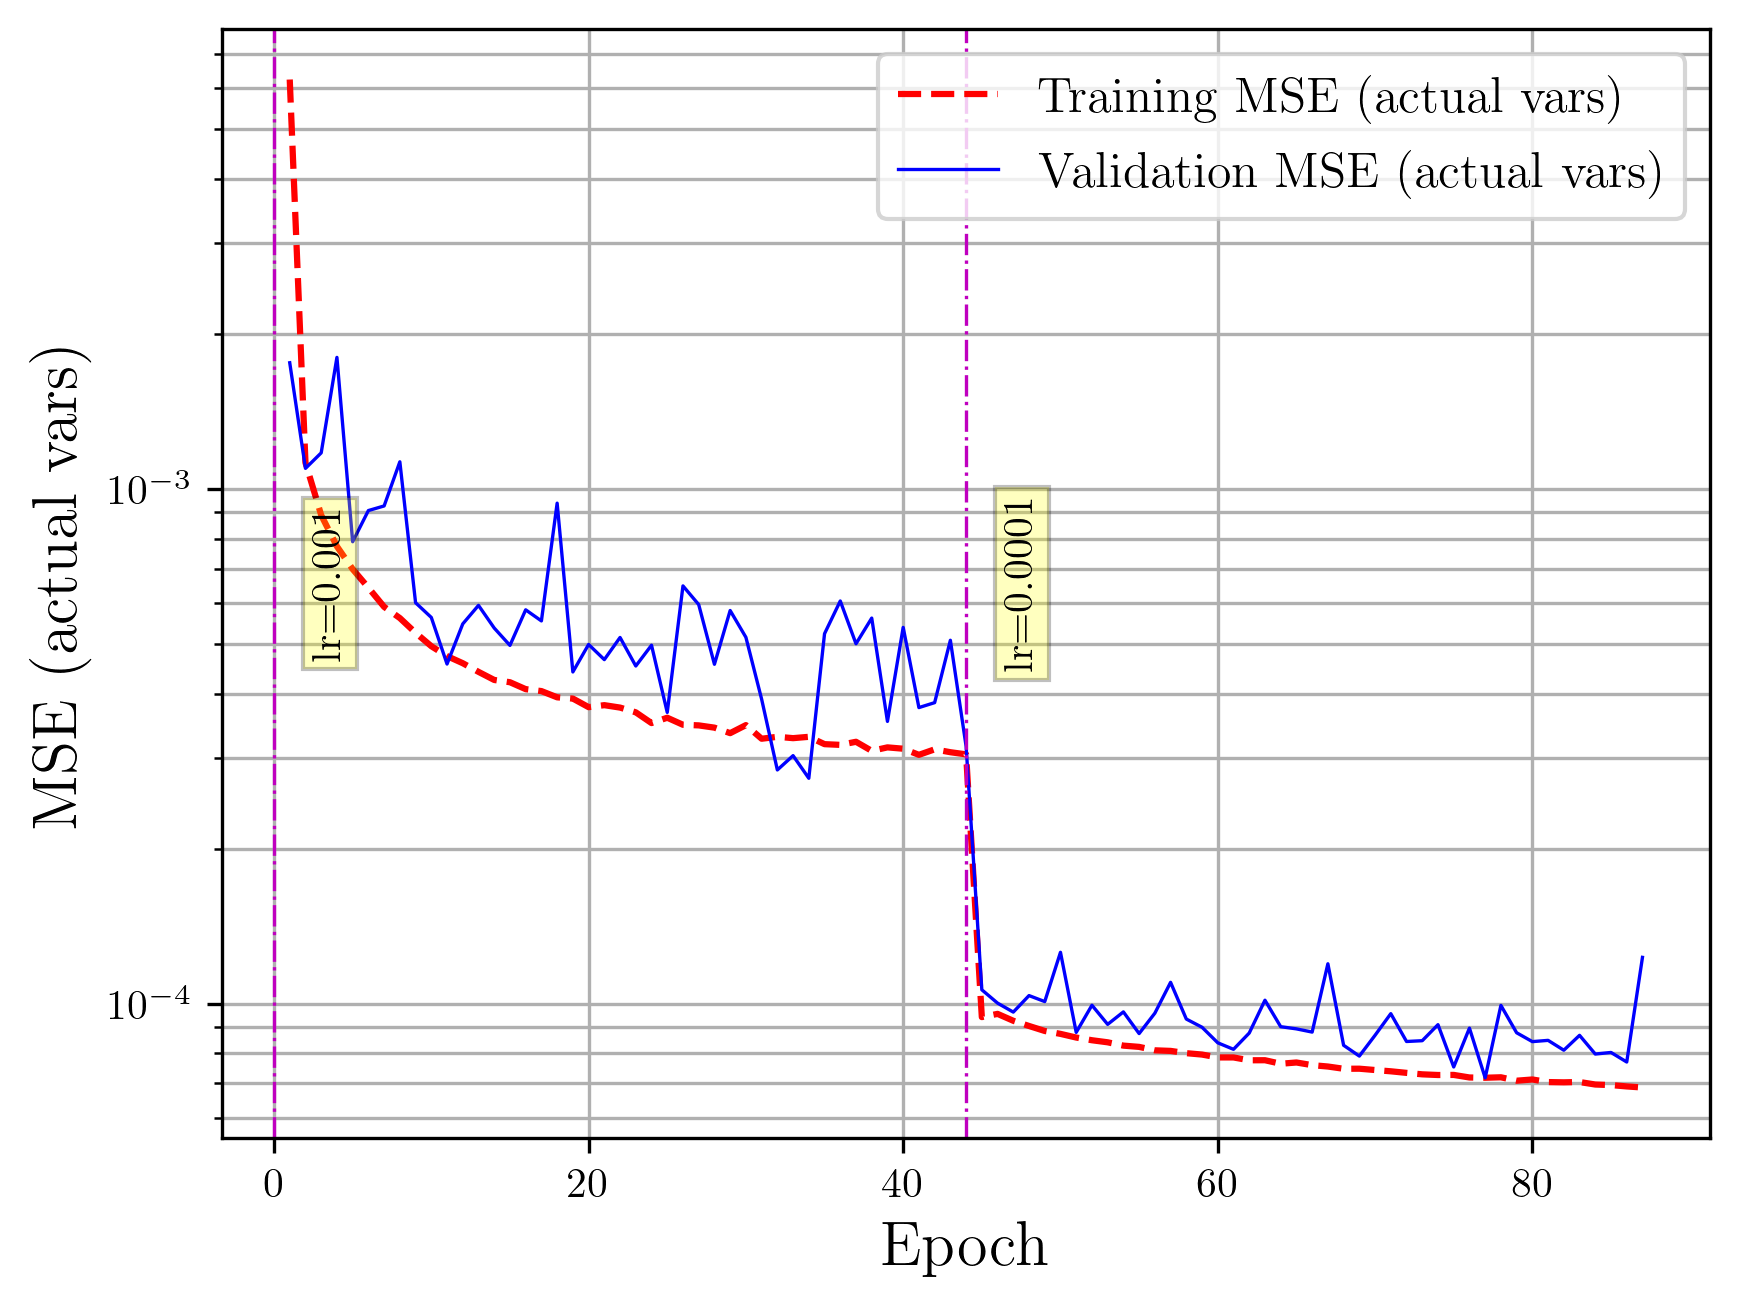 Training MSE (actual vars)
Validation MSE (actual vars)
MSE (actual vars)
10⁻³
10⁻⁴
lr=0.001
lr=0.0001
0 20 40 60 80
Epoch